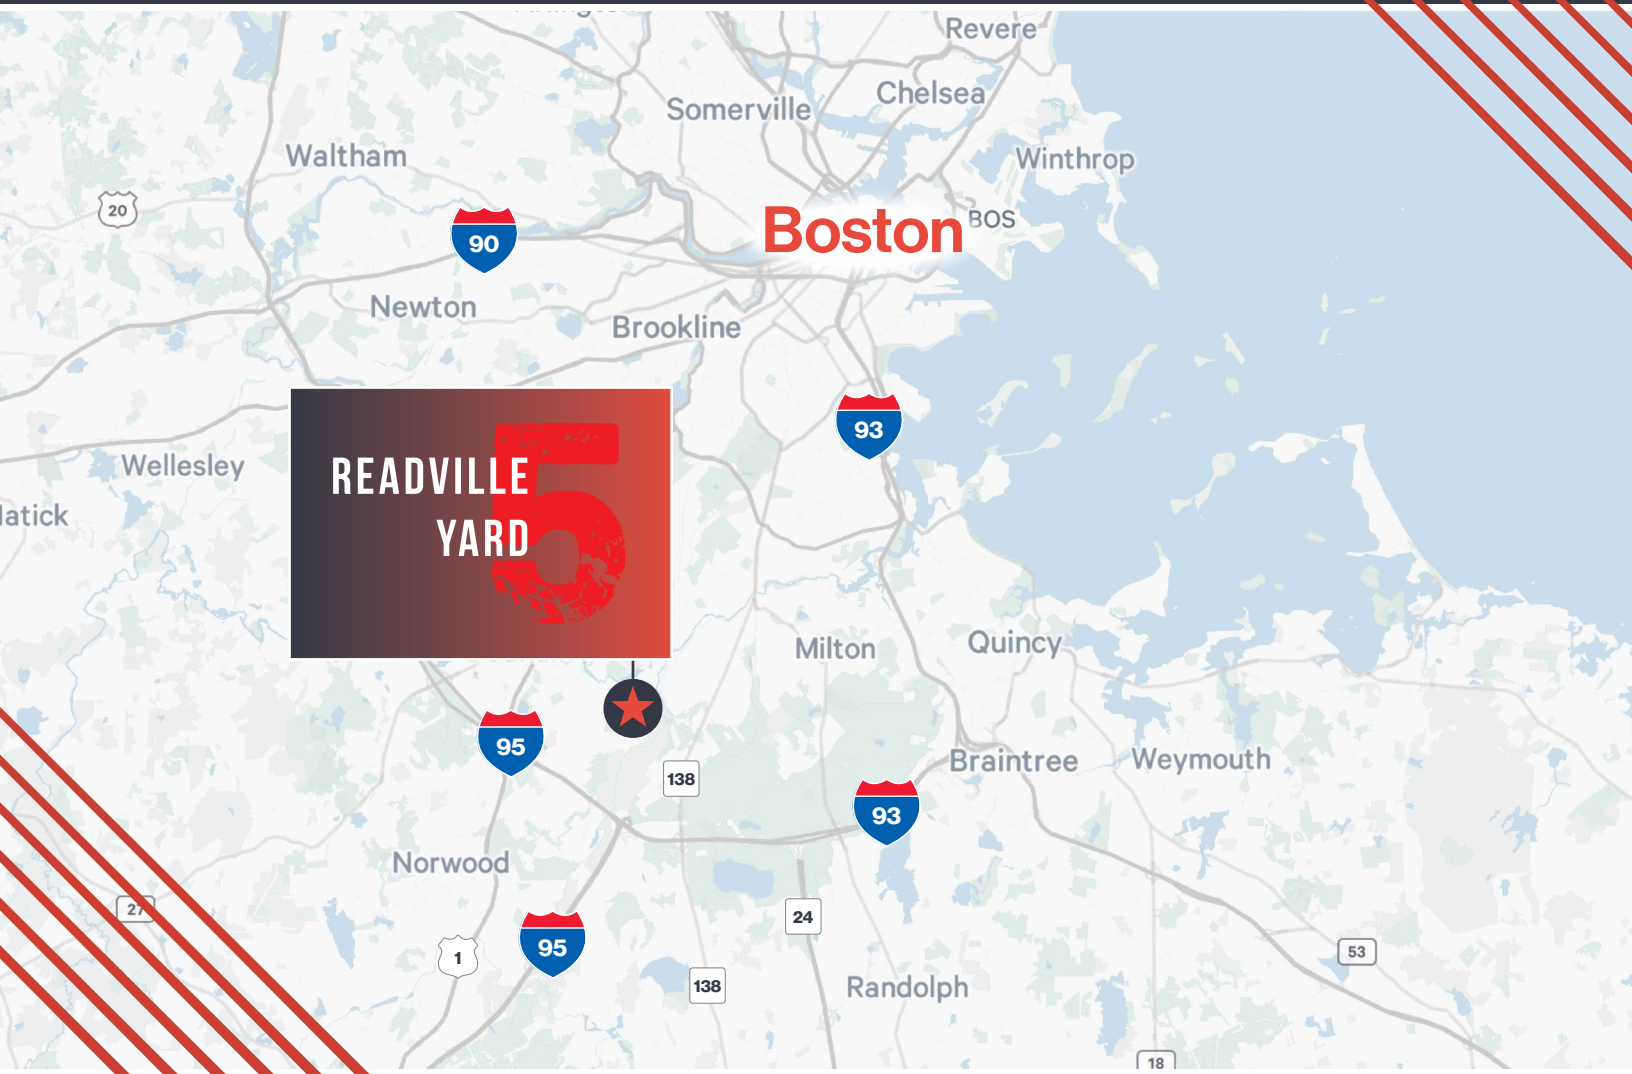 Revere
Chelsea
Somerville
Winthrop
Waltham
20
90
Boston
BOS
Newton
Brookline
93
READVILLE
YARD
5
Wellesley
Milton
Quincy
95
138
Braintree
Weymouth
93
Norwood
27
24
1
95
53
138
Randolph
18